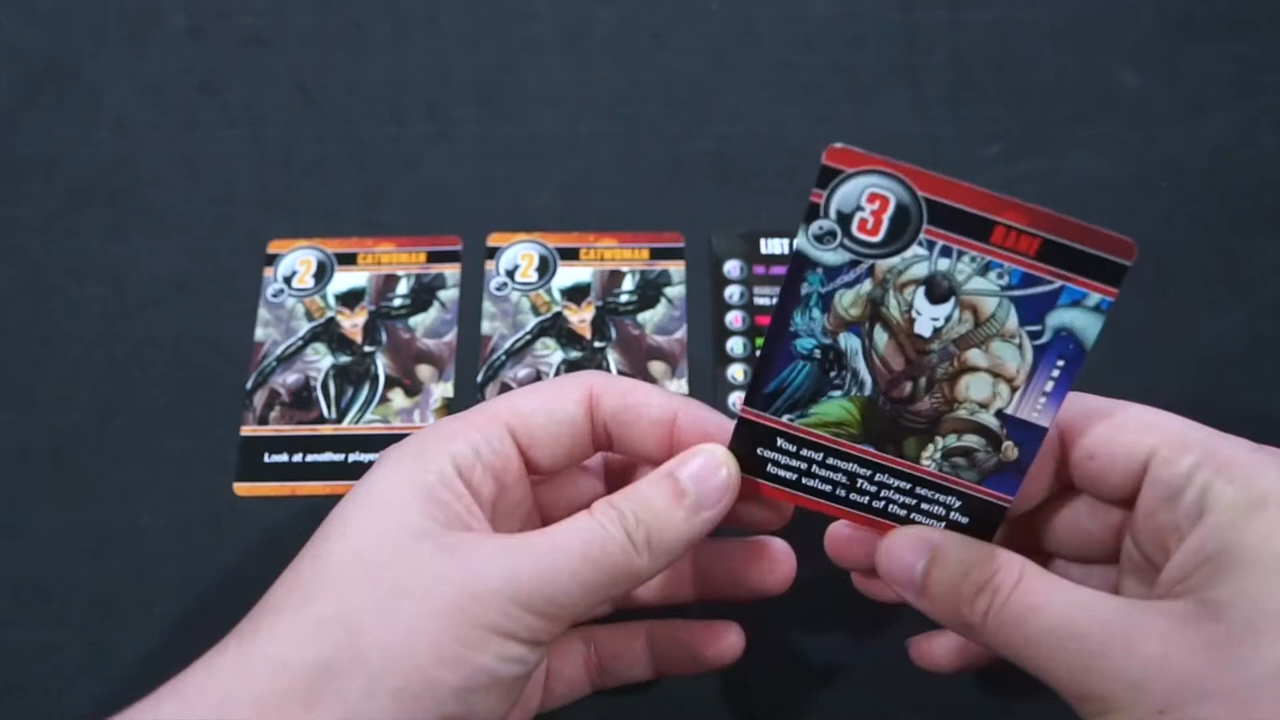 2
CATWOMAN
Look at another player
2
CATWOMAN
LIST
3
BANE
You and another player secretly
compare hands. The player with the
lower value is out of the round.